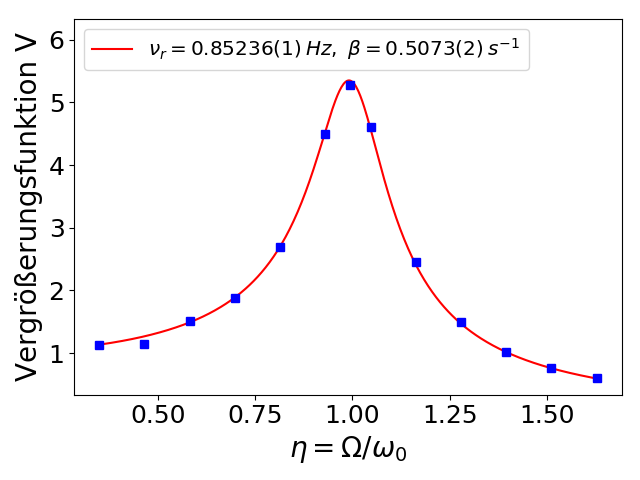 ν_r = 0.85236(1) Hz, β = 0.5073(2) s⁻¹
Vergrößerungsfunktion V
6
5
4
3
2
1
0.50 0.75 1.00 1.25 1.50
η = Ω/ω₀